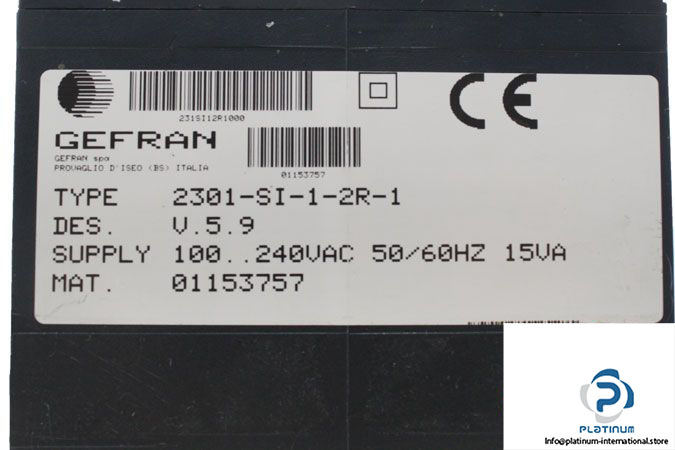 231SI12R1000
CE
GEFRAN
GEFRAN spa
PROVAGLIO D'ISEO (BS) ITALIA
01153757
TYPE 2301-SI-1-2R-1
DES. V.5.9
SUPPLY 100..240VAC 50/60HZ 15VA
MAT. 01153757
PLATINUM
Info@platinum-international.store